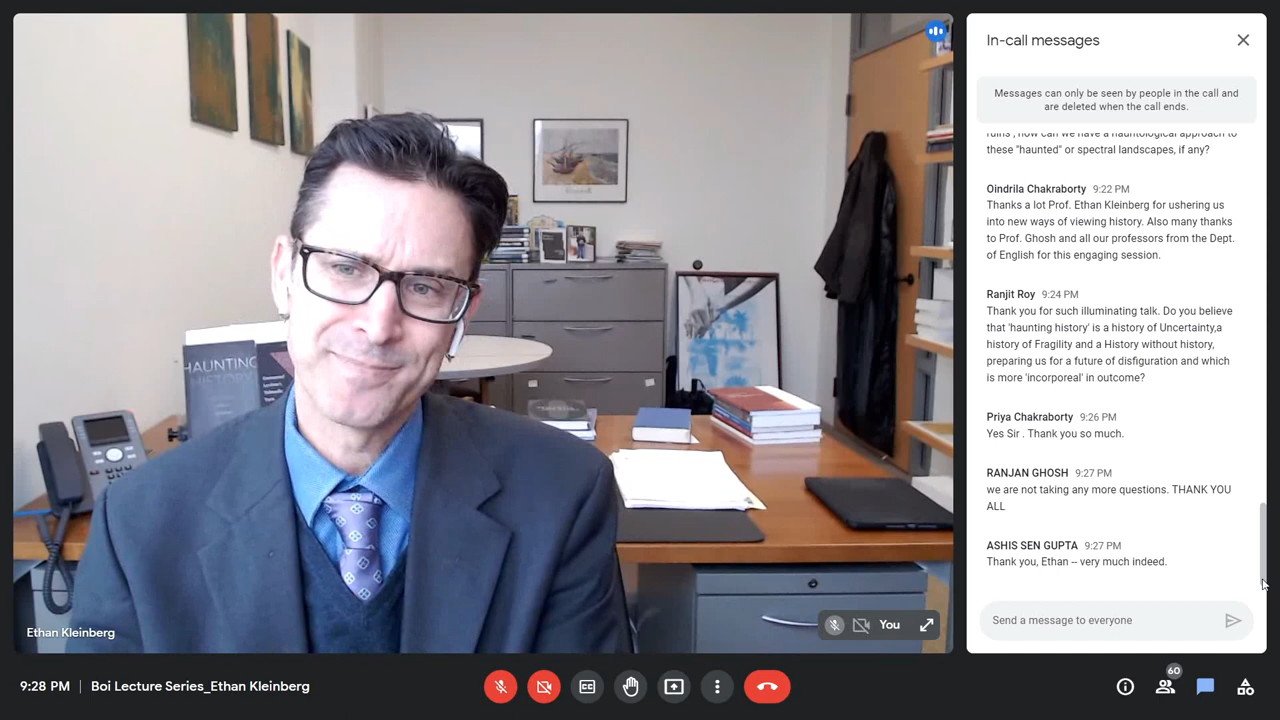 HAUNTING
HISTORY
Ethan Kleinberg
You
In-call messages
Messages can only be seen by people in the call and
are deleted when the call ends.
ruins', how can we have a hauntological approach to
these "haunted" or spectral landscapes, if any?
Oindrila Chakraborty 9:22 PM
Thanks a lot Prof. Ethan Kleinberg for ushering us
into new ways of viewing history. Also many thanks
to Prof. Ghosh and all our professors from the Dept.
of English for this engaging session.
Ranjit Roy 9:24 PM
Thank you for such illuminating talk. Do you believe
that 'haunting history' is a history of Uncertainty,a
history of Fragility and a History without history,
preparing us for a future of disfiguration and which
is more 'incorporeal' in outcome?
Priya Chakraborty 9:26 PM
Yes Sir . Thank you so much.
RANJAN GHOSH 9:27 PM
we are not taking any more questions. THANK YOU
ALL
ASHIS SEN GUPTA 9:27 PM
Thank you, Ethan -- very much indeed.
Send a message to everyone
9:28 PM | Boi Lecture Series_Ethan Kleinberg
60